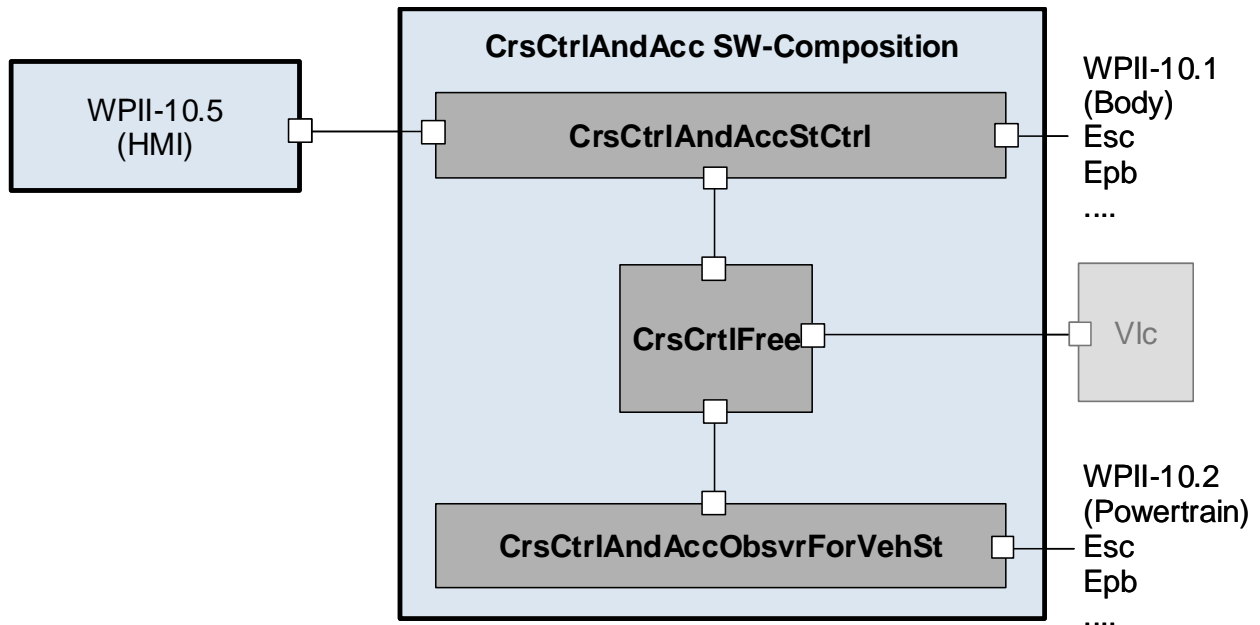 CrsCtrlAndAcc SW-Composition
WPII-10.5
(HMI)
CrsCtrlAndAccStCtrl
WPII-10.1
(Body)
Esc
Epb
....
CrsCrtlFree
Vlc
CrsCtrlAndAccObsvrForVehSt
WPII-10.2
(Powertrain)
Esc
Epb
....